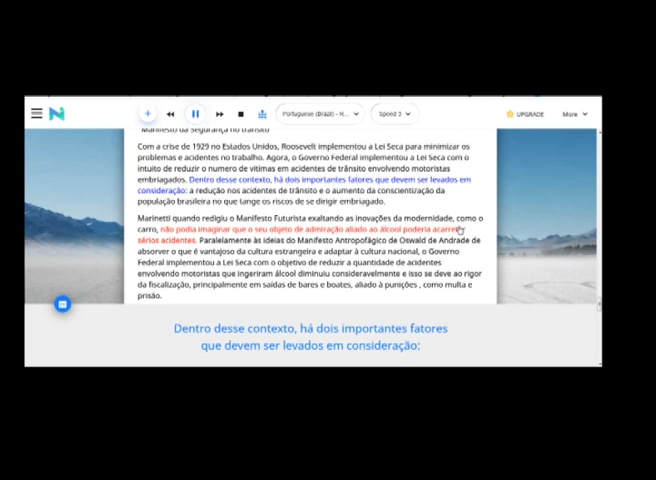 Portuguese (Brazil) - R...
Speed 3
UPGRADE
More
Manifesto da Segurança no trânsito
Com a crise de 1929 no Estados Unidos, Roosevelt implementou a Lei Seca para minimizar os
problemas e acidentes no trabalho. Agora, o Governo Federal implementou a Lei Seca com o
intuito de reduzir o numero de vitimas em acidentes de trânsito envolvendo motoristas
embriagados. Dentro desse contexto, há dois importantes fatores que devem ser levados em
consideração: a redução nos acidentes de trânsito e o aumento da conscientização da
população brasileira no que tange os riscos de se dirigir embriagado.
Marinetti quando redigiu o Manifesto Futurista exaltando as inovações da modernidade, como o
carro, não podia imaginar que o seu objeto de admiração aliado ao álcool poderia acarret
sérios acidentes. Paralelamente às ideias do Manifesto Antropofágico de Oswald de Andrade de
absorver o que é vantajoso da cultura estrangeira e adaptar à cultura nacional, o Governo
Federal implementou a Lei Seca com o objetivo de reduzir a quantidade de acidentes
envolvendo motoristas que ingeriram álcool diminuiu consideravelmente e isso se deve ao rigor
da fiscalização, principalmente em saídas de bares e boates, aliado à punições , como multa e
prisão.
Dentro desse contexto, há dois importantes fatores
que devem ser levados em consideração: